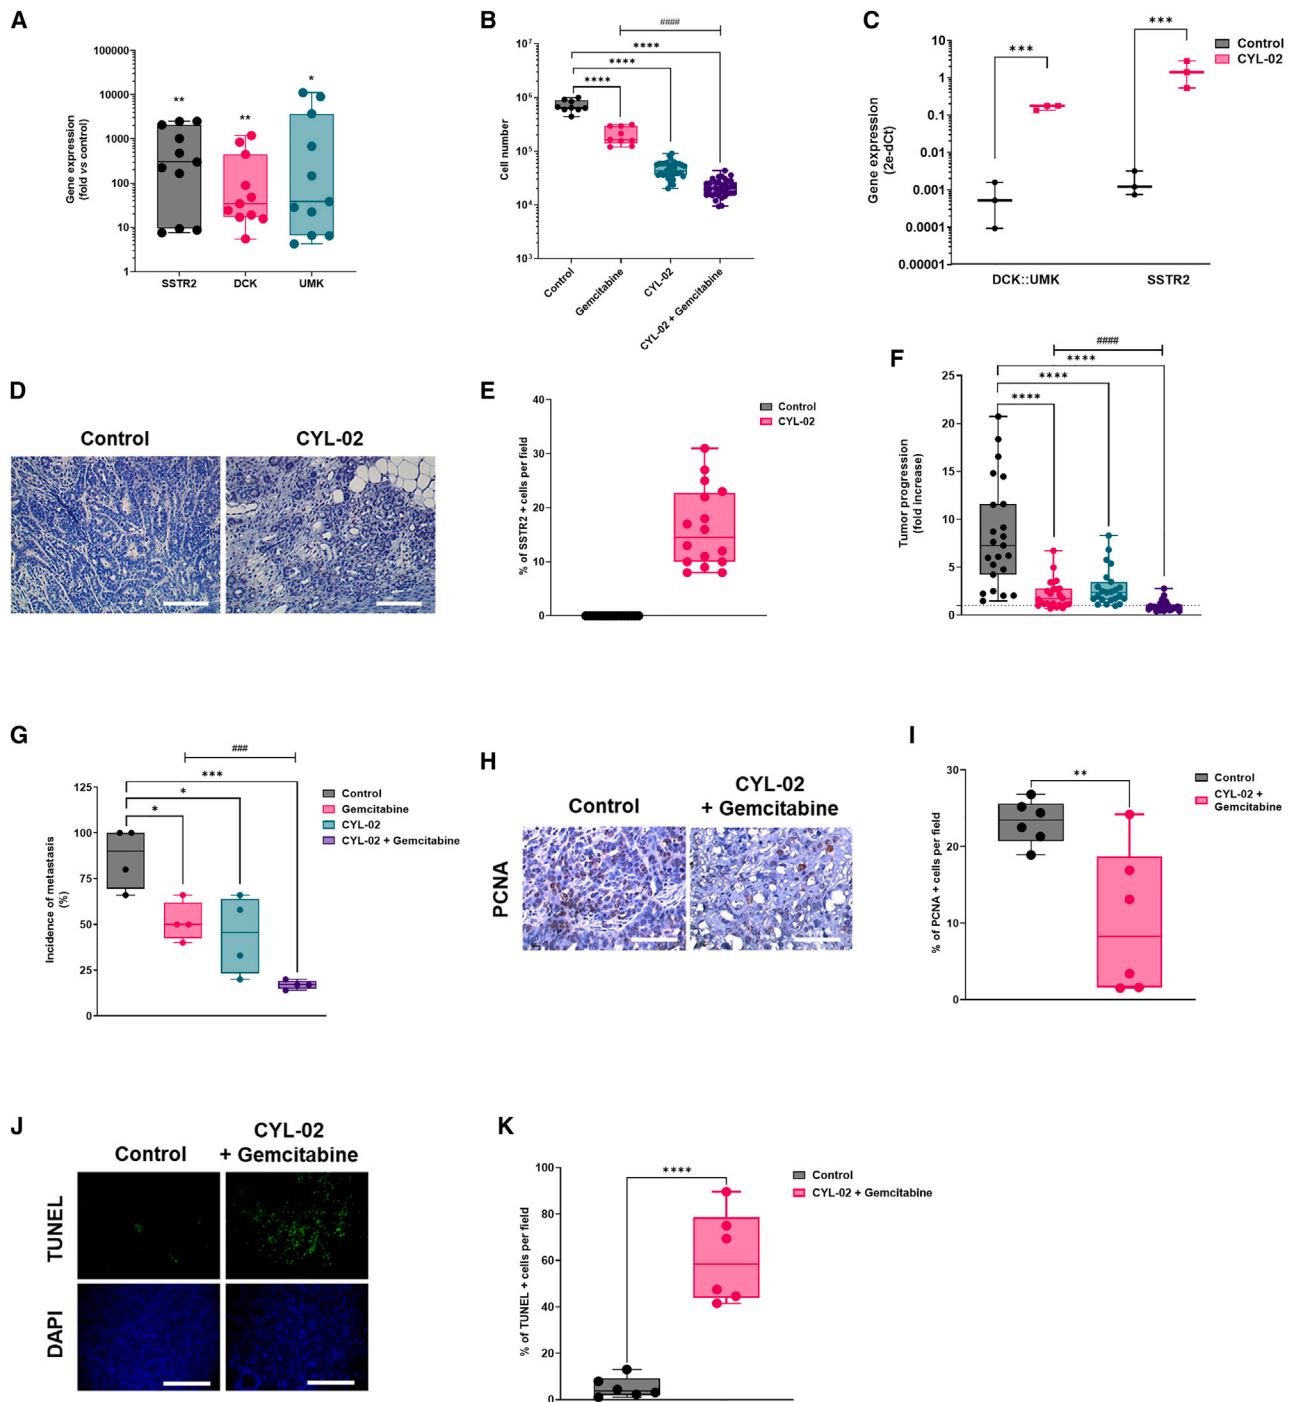 A
100000
10000
1000
100
10
1
Gene expression
(fold vs control)
**
**
*
SSTR2
DCK
UMK
B
10^7
10^6
10^5
10^4
10^3
Cell number
####
****
****
****
Control
Gemcitabine
CYL-02
CYL-02 + Gemcitabine
C
10
1
0.1
0.01
0.001
0.0001
0.00001
Gene expression
(2e-dCt)
***
***
DCK::UMK
SSTR2
Control
CYL-02
D
Control
CYL-02
E
40
30
20
10
0
% of SSTR2 + cells per field
Control
CYL-02
F
25
20
15
10
5
0
Tumor progression
(fold increase)
####
****
****
****
G
125
100
75
50
25
0
Incidence of metastasis
(%)
###
***
*
*
Control
Gemcitabine
CYL-02
CYL-02 + Gemcitabine
H
Control
CYL-02
+ Gemcitabine
PCNA
I
30
20
10
0
% of PCNA + cells per field
**
Control
CYL-02 +
Gemcitabine
J
Control
CYL-02
+ Gemcitabine
TUNEL
DAPI
K
100
80
60
40
20
0
% of TUNEL + cells per field
****
Control
CYL-02 + Gemcitabine